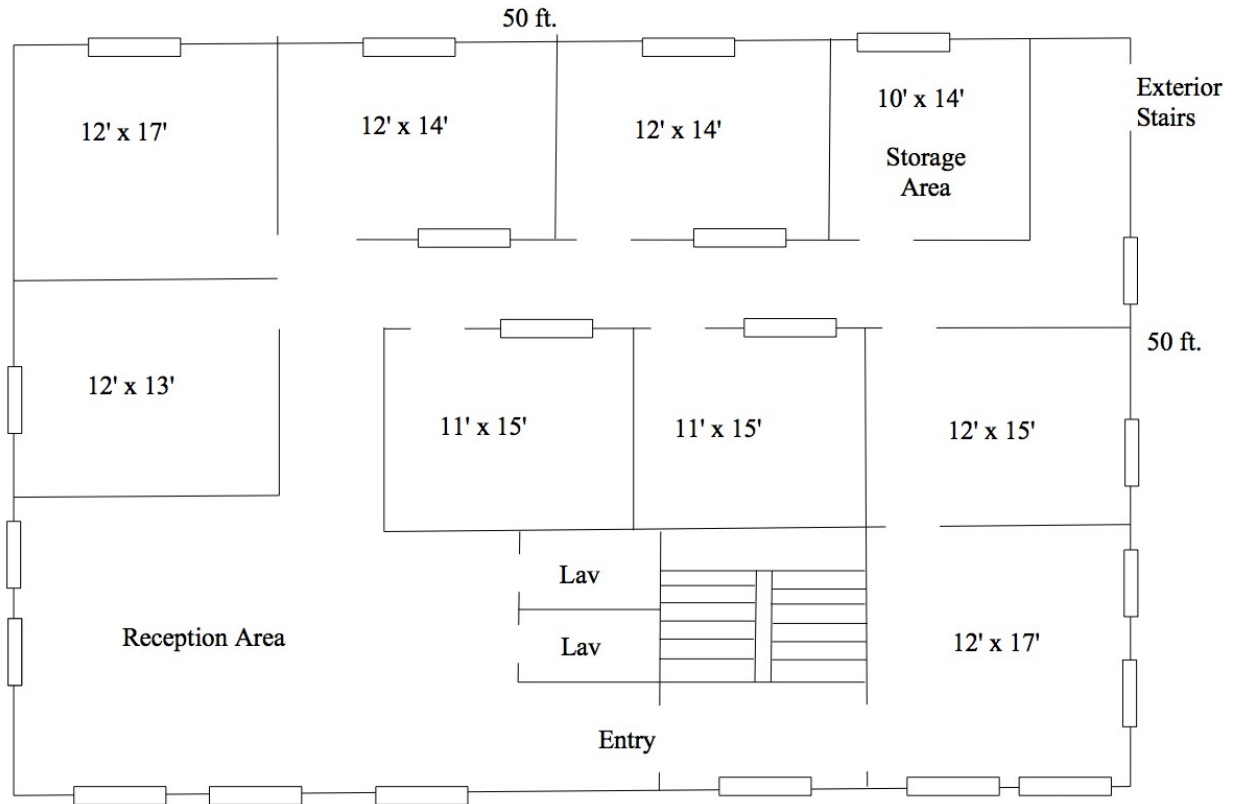 50 ft.
12' x 17'
12' x 14'
12' x 14'
10' x 14'
Storage
Area
Exterior
Stairs
50 ft.
12' x 13'
11' x 15'
11' x 15'
12' x 15'
Lav
Lav
Reception Area
12' x 17'
Entry